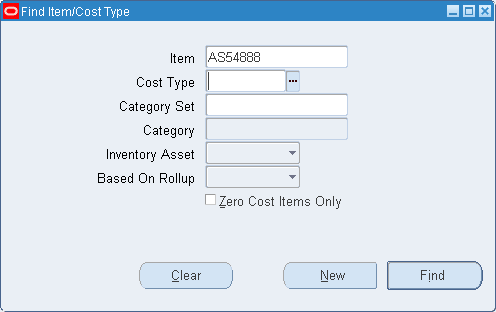 Find Item/Cost Type
Item AS54888
Cost Type
Category Set
Category
Inventory Asset
Based On Rollup
Zero Cost Items Only
Clear New Find